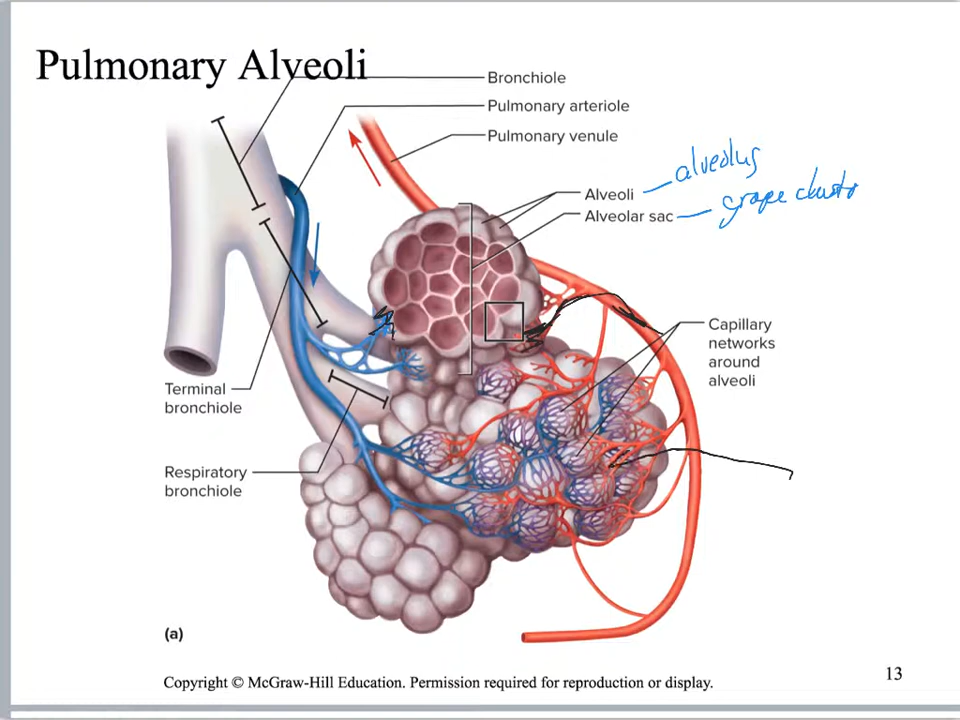 Pulmonary Alveoli
Bronchiole
Pulmonary arteriole
Pulmonary venule
alveolus
Alveoli
grape
Alveolar sac
Capillary
networks
around
alveoli
Terminal
bronchiole
Respiratory
bronchiole
(a)
13
Copyright © McGraw-Hill Education. Permission required for reproduction or display.